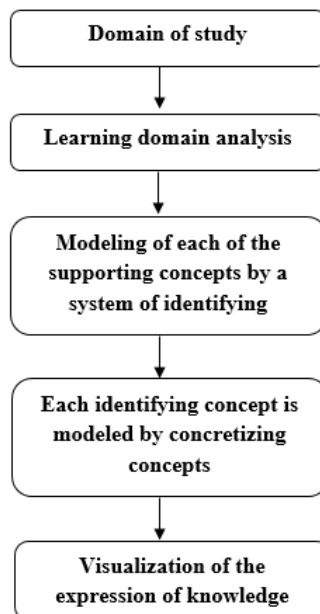 Domain of study
Learning domain analysis
Modeling of each of the
supporting concepts by a
system of identifying
Each identifying concept is
modeled by concretizing
concepts
Visualization of the
expression of knowledge